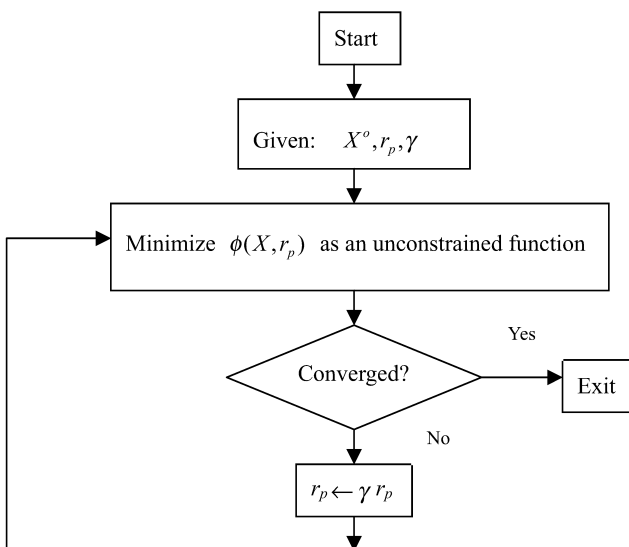 Start
Given: X^o, r_p, γ
Minimize ϕ(X, r_p) as an unconstrained function
Yes
Converged?
Exit
No
r_p ← γ r_p